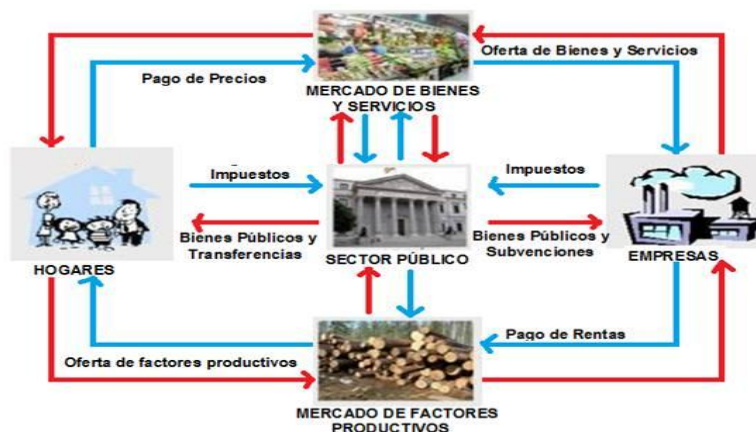 Oferta de Bienes y Servicios
Pago de Precios
MERCADO DE BIENES
Y SERVICIOS
Impuestos
Impuestos
Bienes Públicos y
Transferencias
Bienes Públicos y
Subvenciones
HOGARES
SECTOR PÚBLICO
EMPRESAS
Pago de Rentas
Oferta de factores productivos
MERCADO DE FACTORES
PRODUCTIVOS